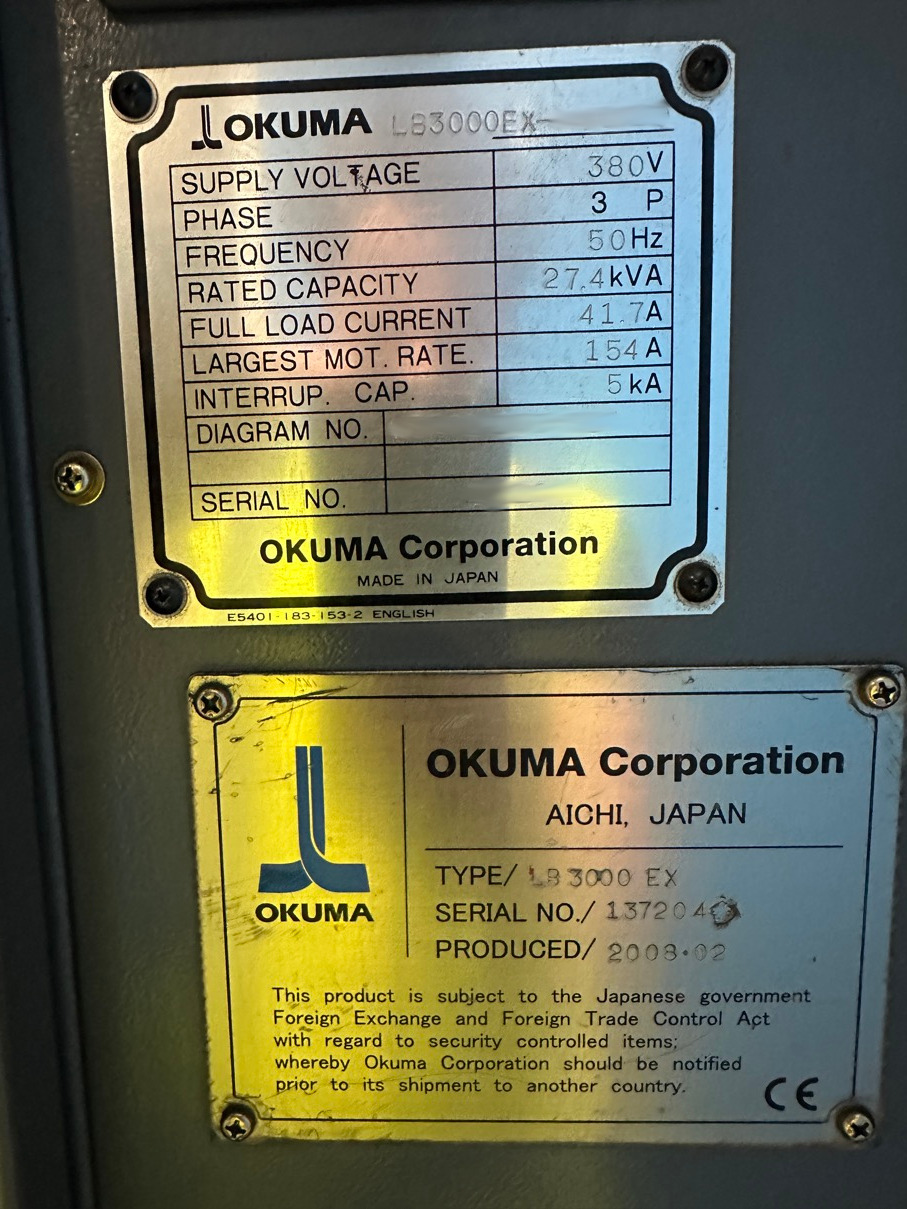 OKUMA LB3000EX-
SUPPLY VOLTAGE 380V
PHASE 3 P
FREQUENCY 50Hz
RATED CAPACITY 27.4kVA
FULL LOAD CURRENT 41.7A
LARGEST MOT. RATE. 154A
INTERRUP. CAP. 5kA
DIAGRAM NO.
SERIAL NO.
OKUMA Corporation
MADE IN JAPAN
E5401-183-153-2 ENGLISH
OKUMA
OKUMA Corporation
AICHI, JAPAN
TYPE/ LB3000 EX
SERIAL NO./
PRODUCED/ 2008·02
This product is subject to the Japanese government
Foreign Exchange and Foreign Trade Control Act
with regard to security controlled items;
whereby Okuma Corporation should be notified
prior to its shipment to another country.
CE